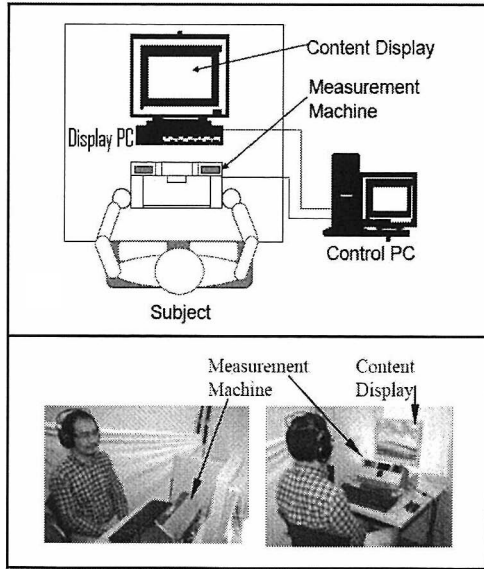 Content Display
Measurement
Machine
Display PC
Control PC
Subject
Measurement
Machine
Content
Display